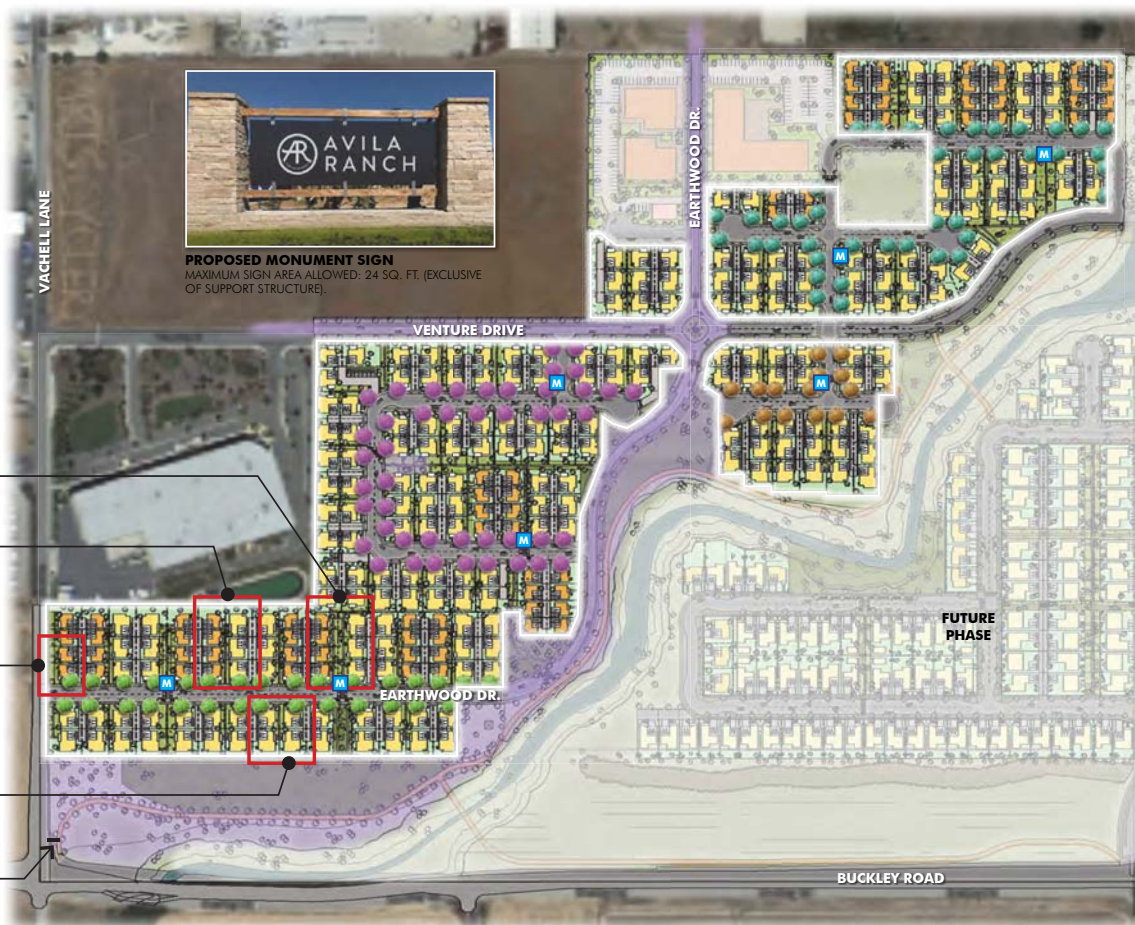 AR AVILA
RANCH
PROPOSED MONUMENT SIGN
MAXIMUM SIGN AREA ALLOWED: 24 SQ. FT. (EXCLUSIVE
OF SUPPORT STRUCTURE).
VACHELL LANE
EARTHWOOD DR.
M
M
VENTURE DRIVE
M
M
M
FUTURE
PHASE
M
M
EARTHWOOD DR.
BUCKLEY ROAD